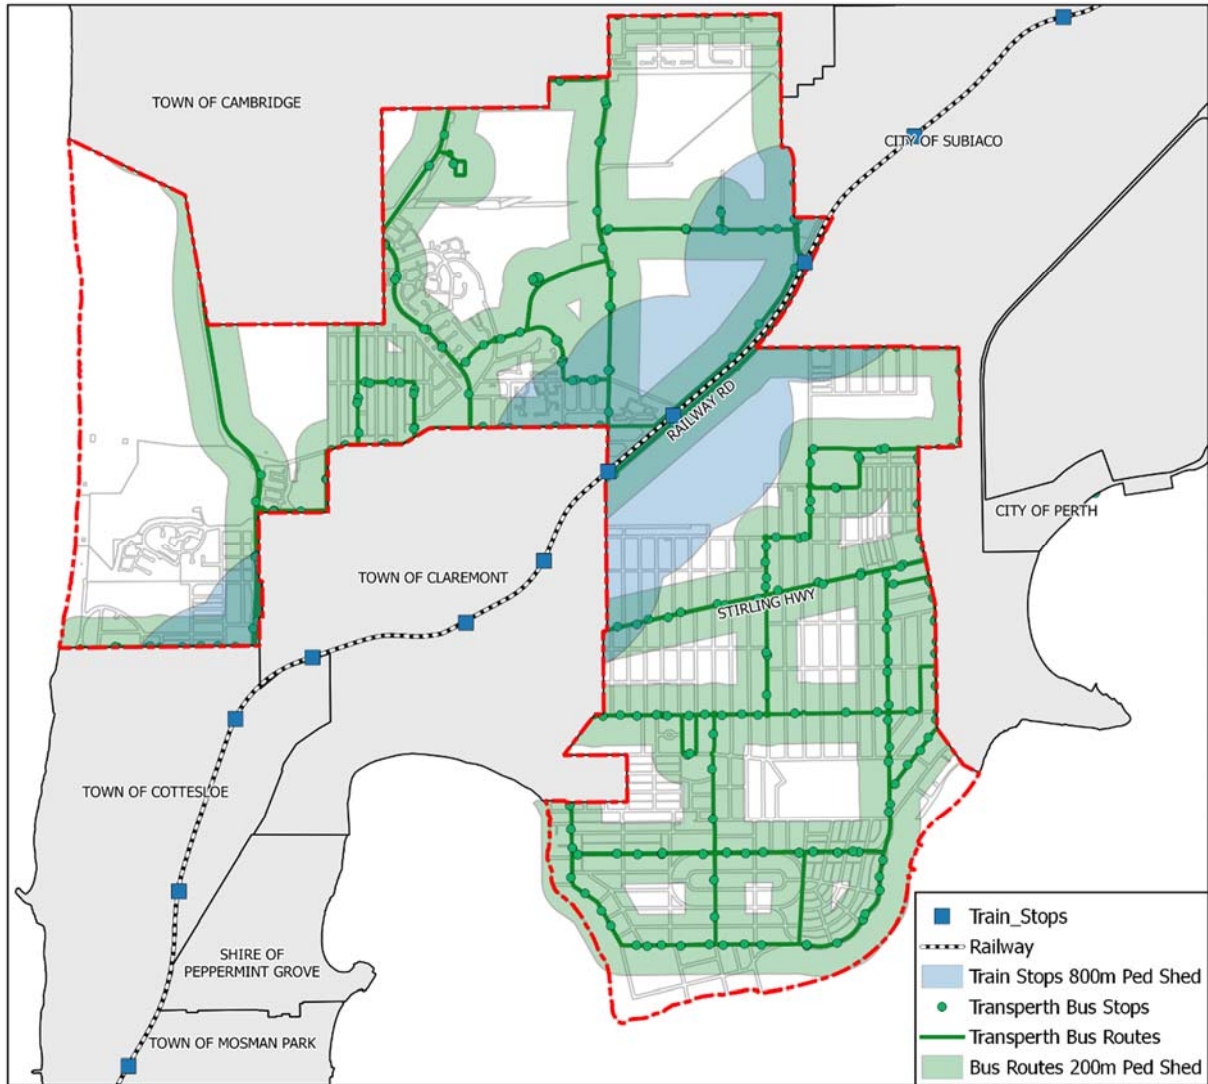 TOWN OF CAMBRIDGE
CITY OF SUBIACO
RAILWAY RD
CITY OF PERTH
TOWN OF CLAREMONT
STIRLING HWY
TOWN OF COTTESLOE
SHIRE OF
PEPPERMINT GROVE
TOWN OF MOSMAN PARK
Train_Stops
Railway
Train Stops 800m Ped Shed
Transperth Bus Stops
Transperth Bus Routes
Bus Routes 200m Ped Shed